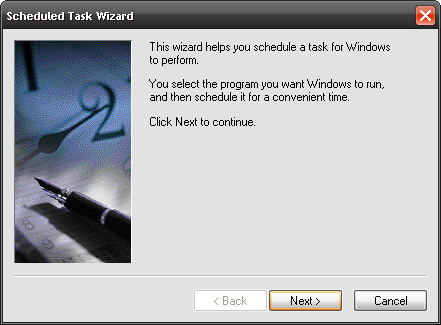 Scheduled Task Wizard
This wizard helps you schedule a task for Windows
to perform.
You select the program you want Windows to run,
and then schedule it for a convenient time.
Click Next to continue.
2
< Back
Next >
Cancel